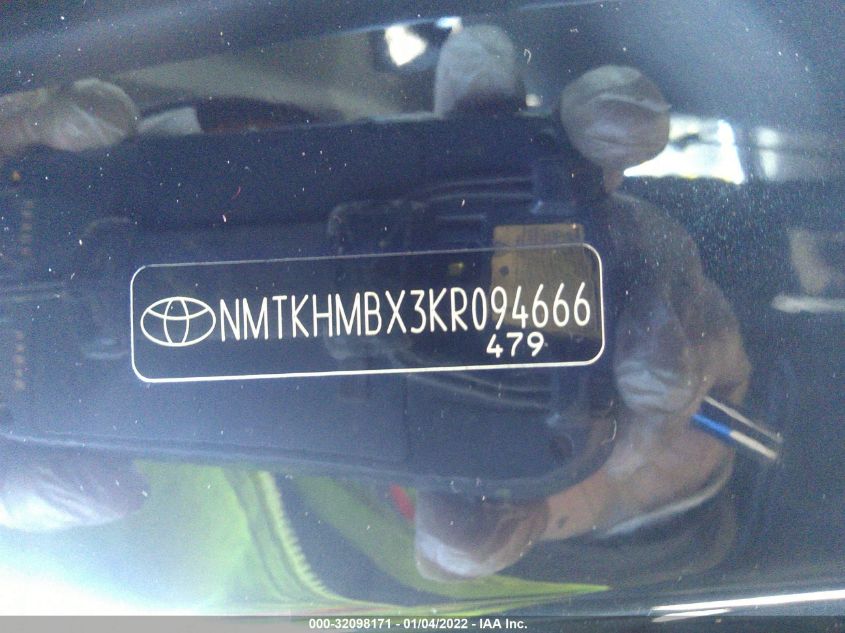 NMTKHMBX3KR094666
479
000-32098171 - 01/04/2022 - IAA Inc.